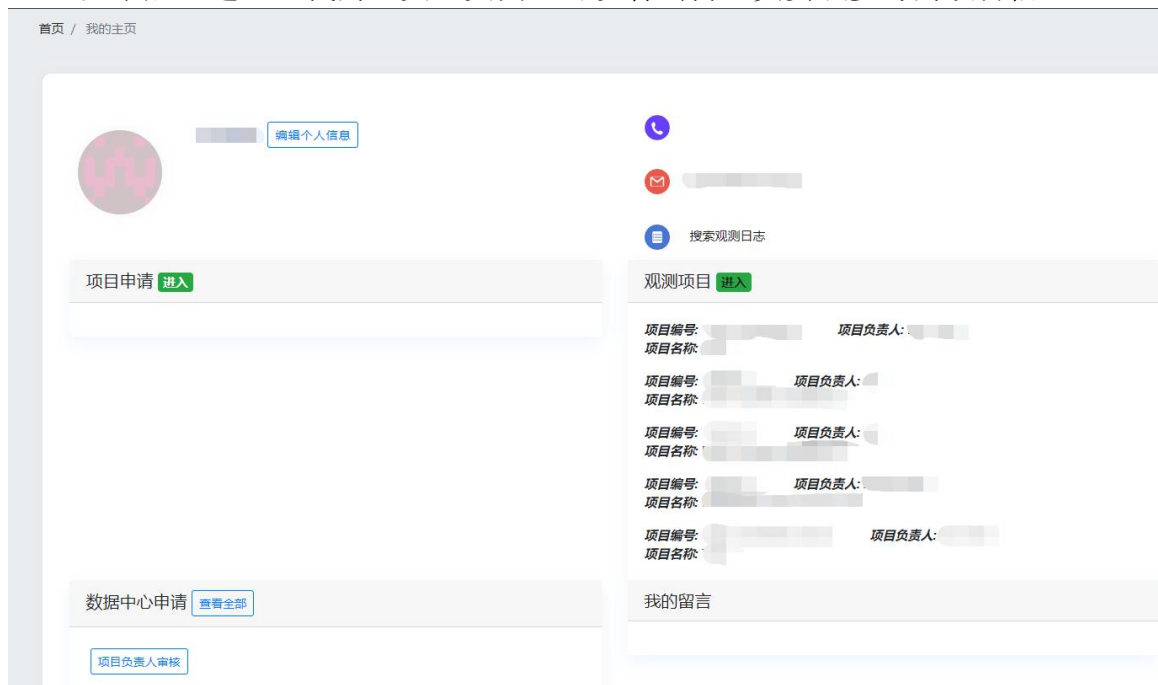 首页 / 我的主页
编辑个人信息
搜索观测日志
项目申请 进入
观测项目 进入
项目编号: 项目负责人:
项目名称:
项目编号: 项目负责人:
项目名称:
项目编号: 项目负责人:
项目名称:
项目编号: 项目负责人:
项目名称:
项目编号: 项目负责人:
项目名称:
数据中心申请 查看全部
我的留言
项目负责人审核